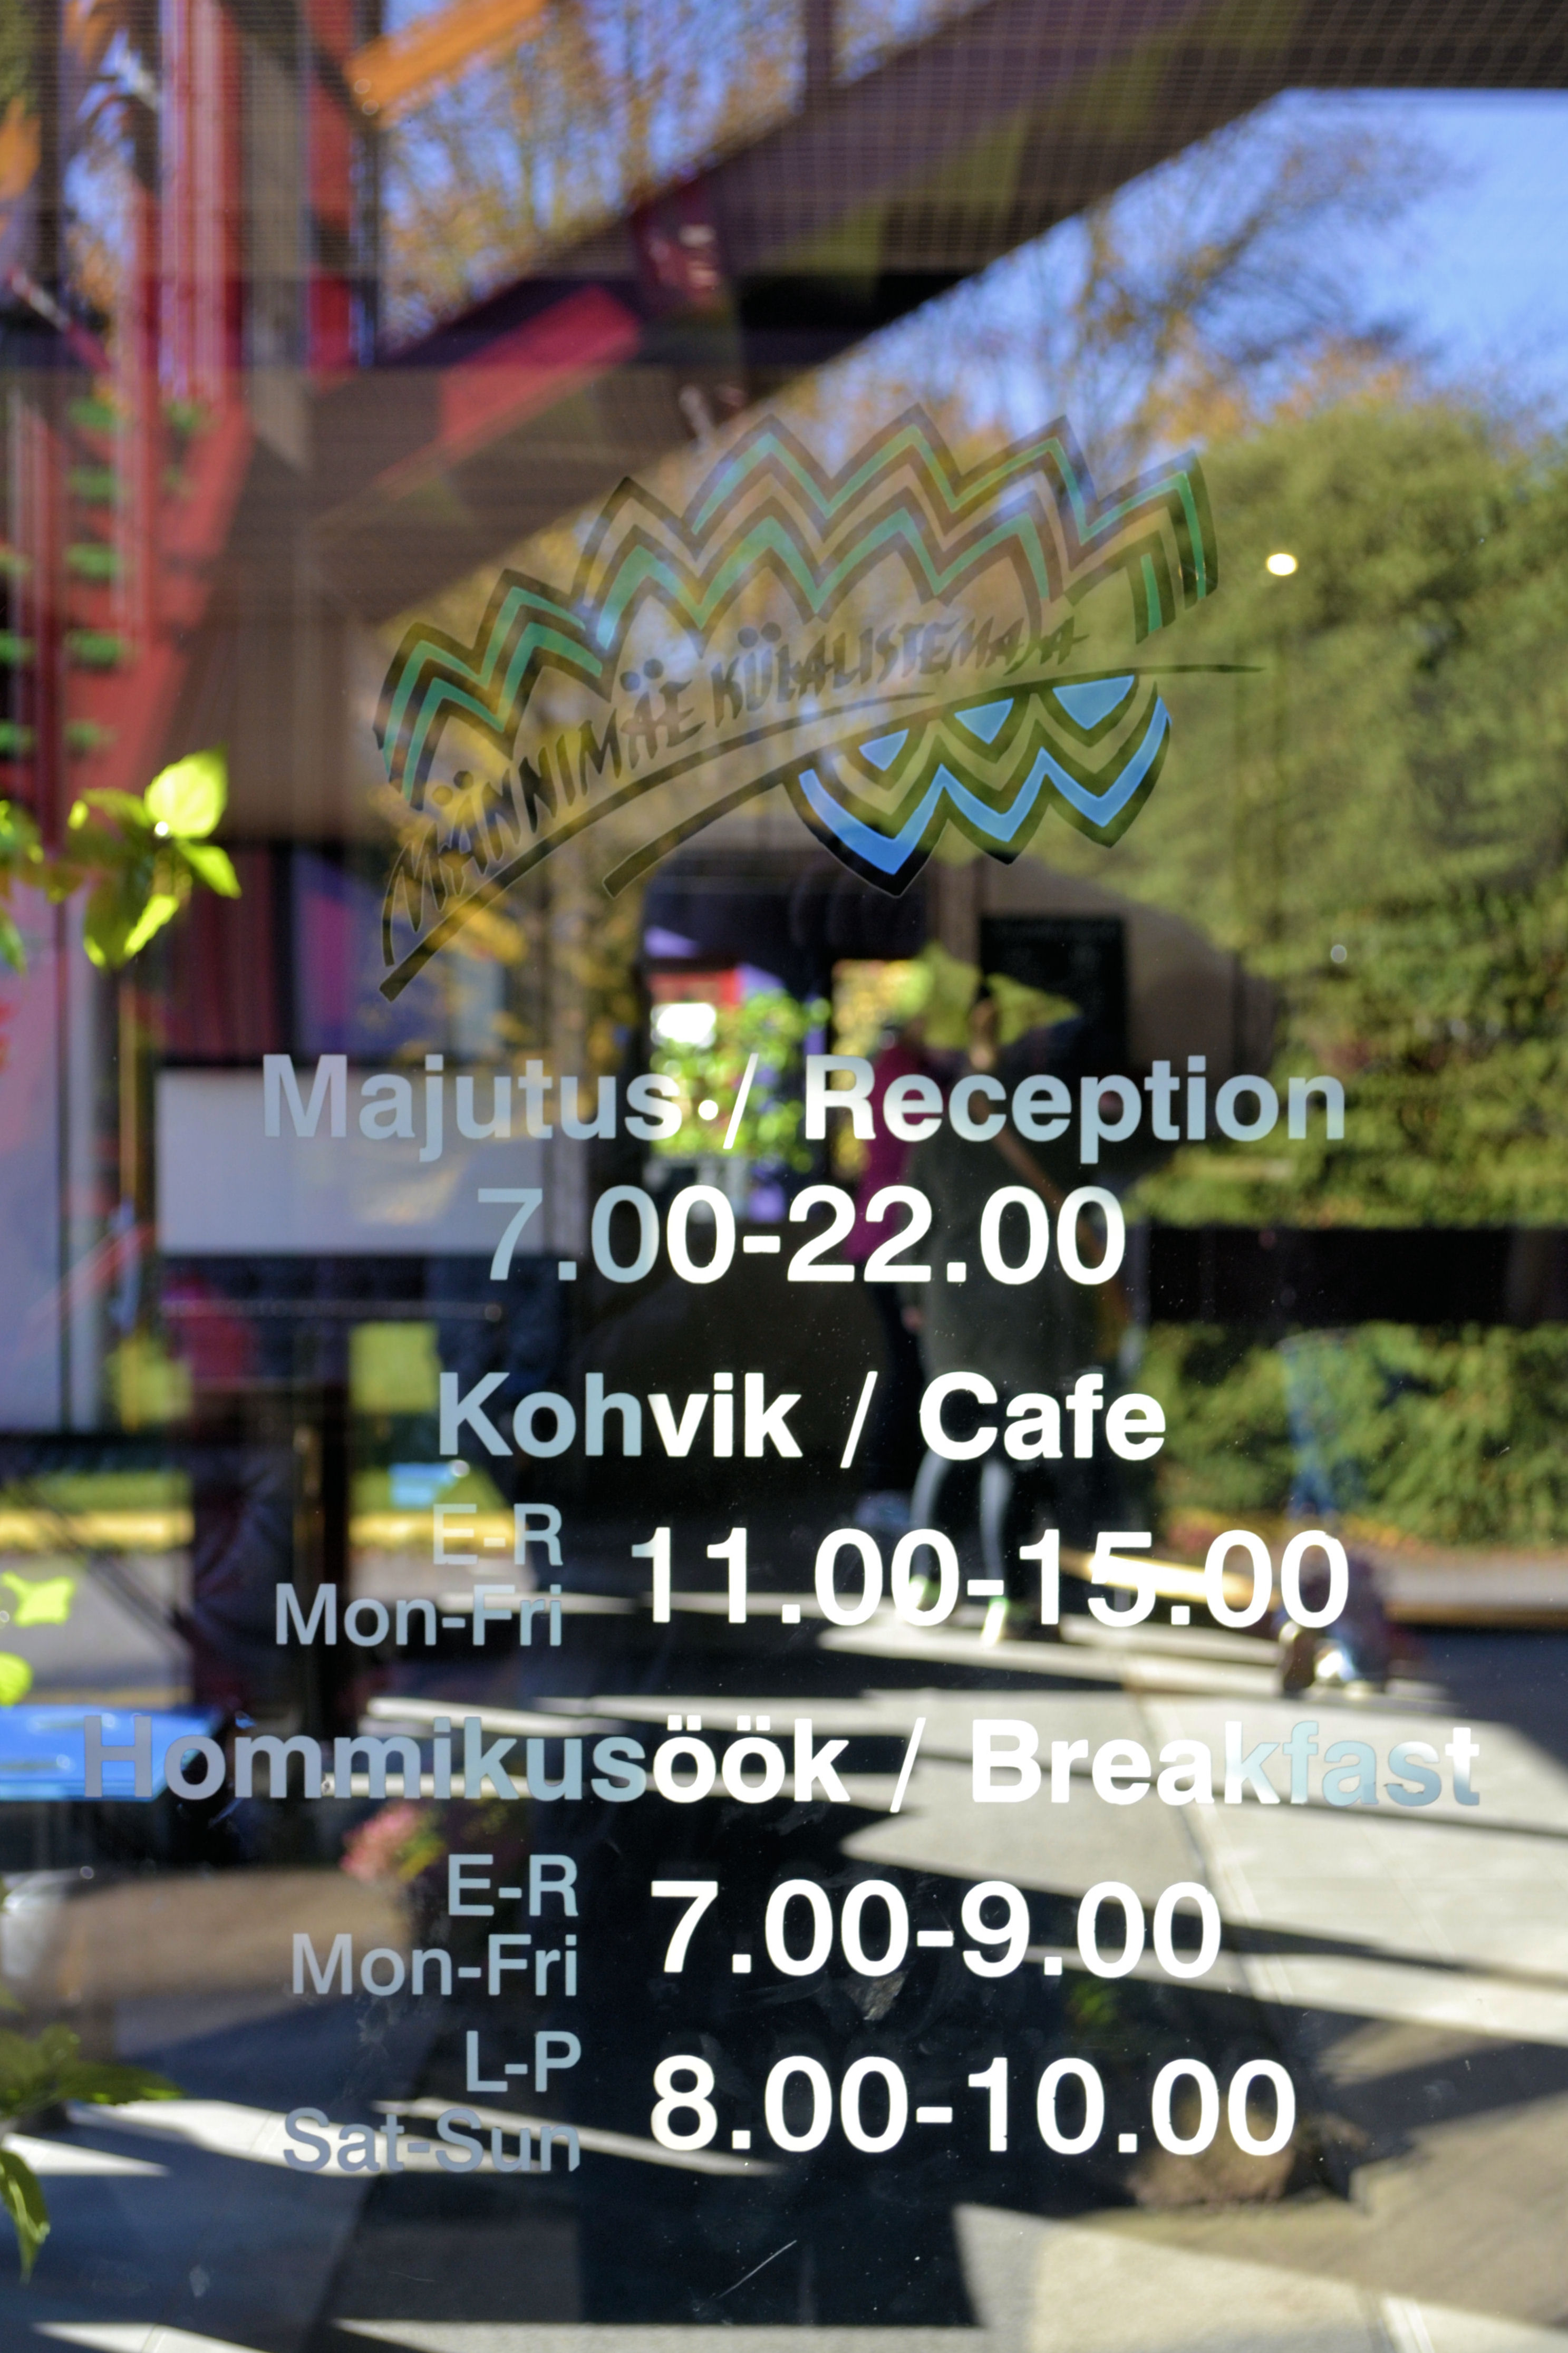 MÄNNIMÄE KÜLALISTEMAJA
Majutus / Reception
7.00-22.00
Kohvik / Cafe
E-R
Mon-Fri 11.00-15.00
Hommikusöök / Breakfast
E-R
Mon-Fri 7.00-9.00
L-P
Sat-Sun 8.00-10.00